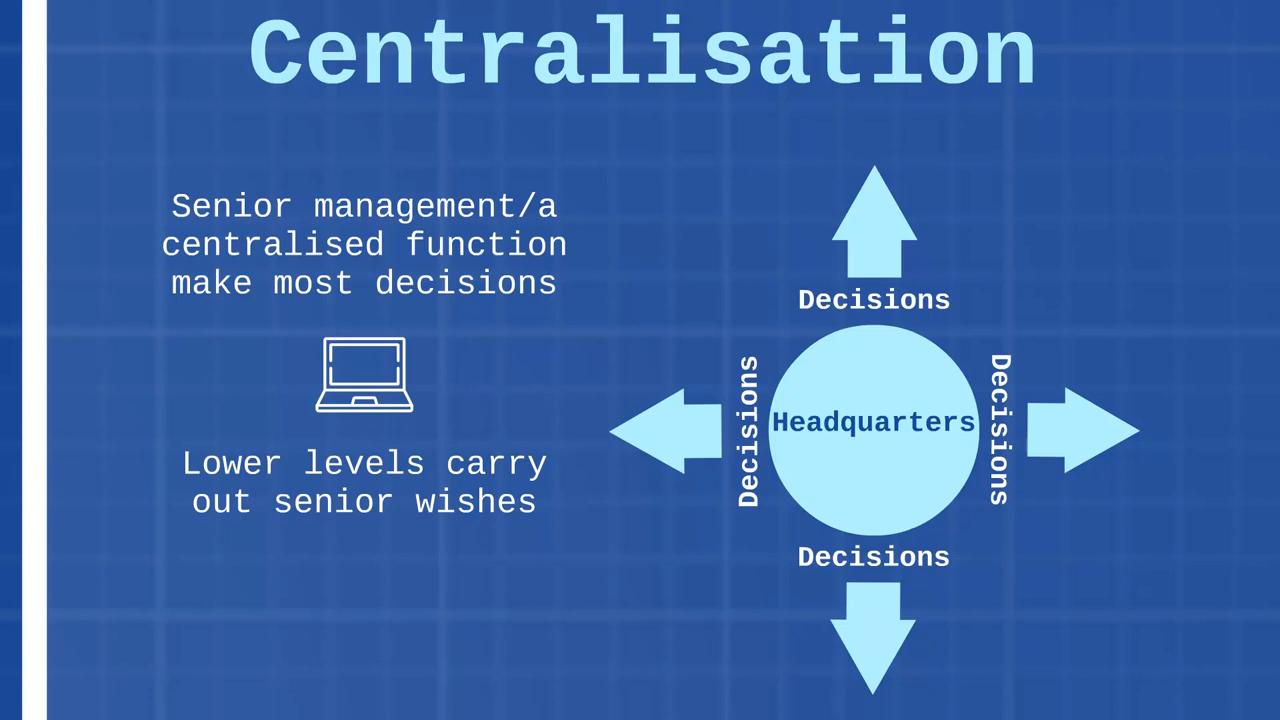 Centralisation
Senior management/a
centralised function
make most decisions
Lower levels carry
out senior wishes
Decisions
Decisions
Headquarters
Decisions
Decisions